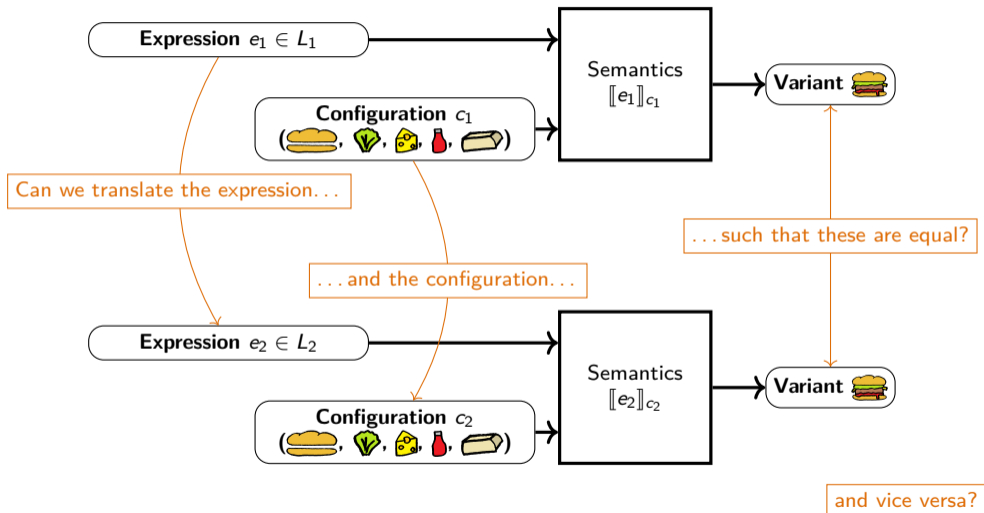 Expression e₁ ∈ L₁
Configuration c₁
( , , , , )
Semantics
⟦e₁⟧c₁
Variant
Can we translate the expression...
...and the configuration...
...such that these are equal?
Expression e₂ ∈ L₂
Configuration c₂
( , , , , )
Semantics
⟦e₂⟧c₂
Variant
and vice versa?